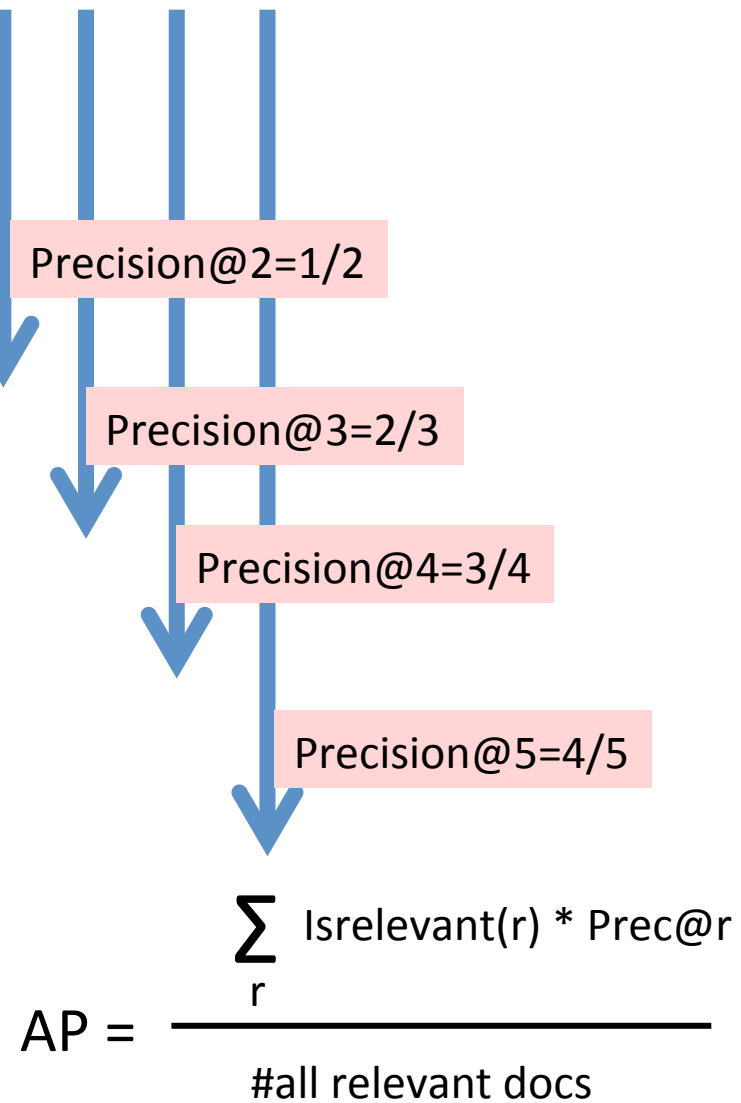 Precision@2=1/2
Precision@3=2/3
Precision@4=3/4
Precision@5=4/5
∑ Isrelevant(r) * Prec@r
r
AP =
#all relevant docs